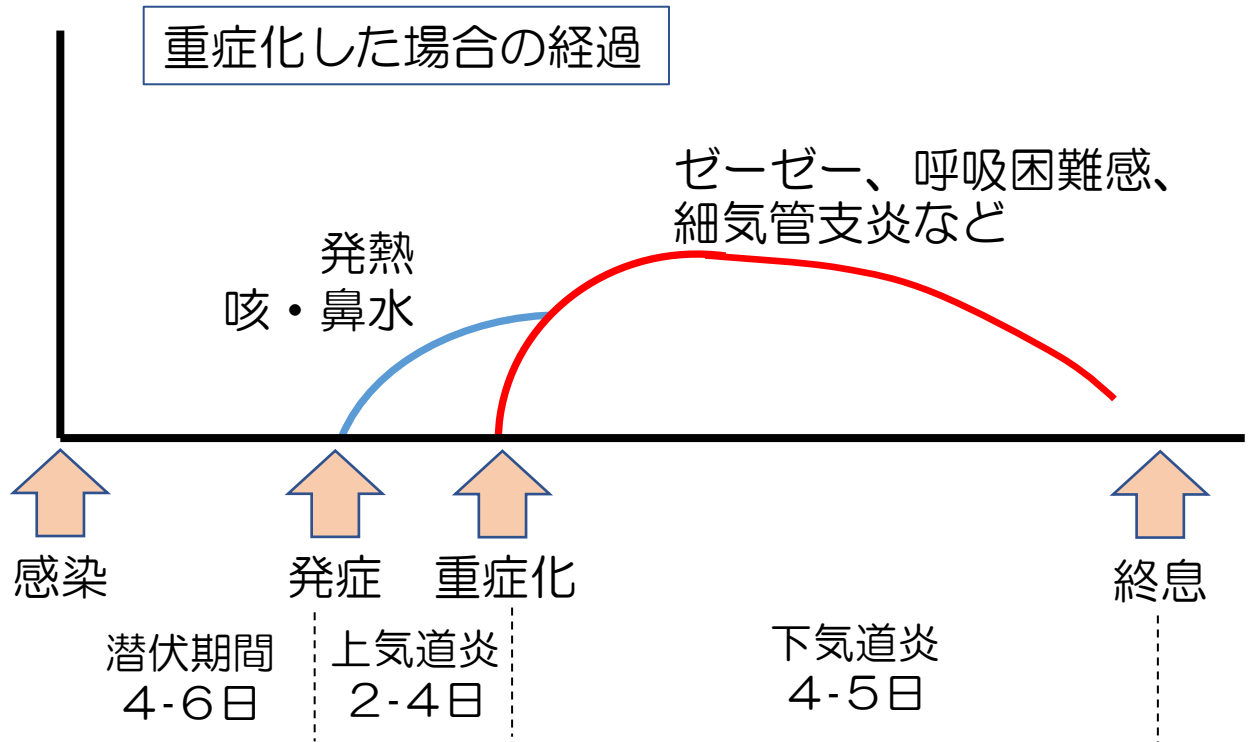 重症化した場合の経過
ゼーゼー、呼吸困難感、
細気管支炎など
発熱
咳・鼻水
感染
発症
重症化
終息
潜伏期間
4-6日
上気道炎
2-4日
下気道炎
4-5日